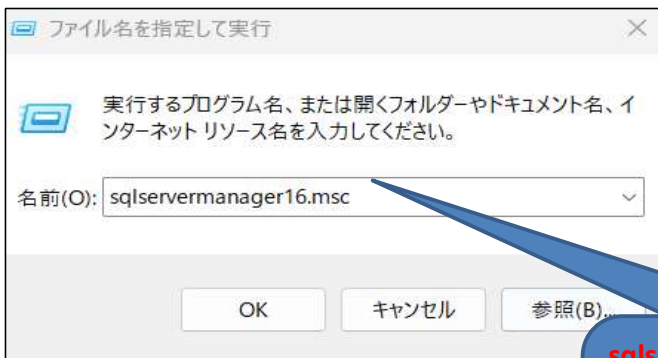 ファイル名を指定して実行
実行するプログラム名、または開くフォルダーやドキュメント名、イ
ンターネット リソース名を入力してください。
名前(O): sqlservermanager16.msc
OK キャンセル 参照(B)...
sqls